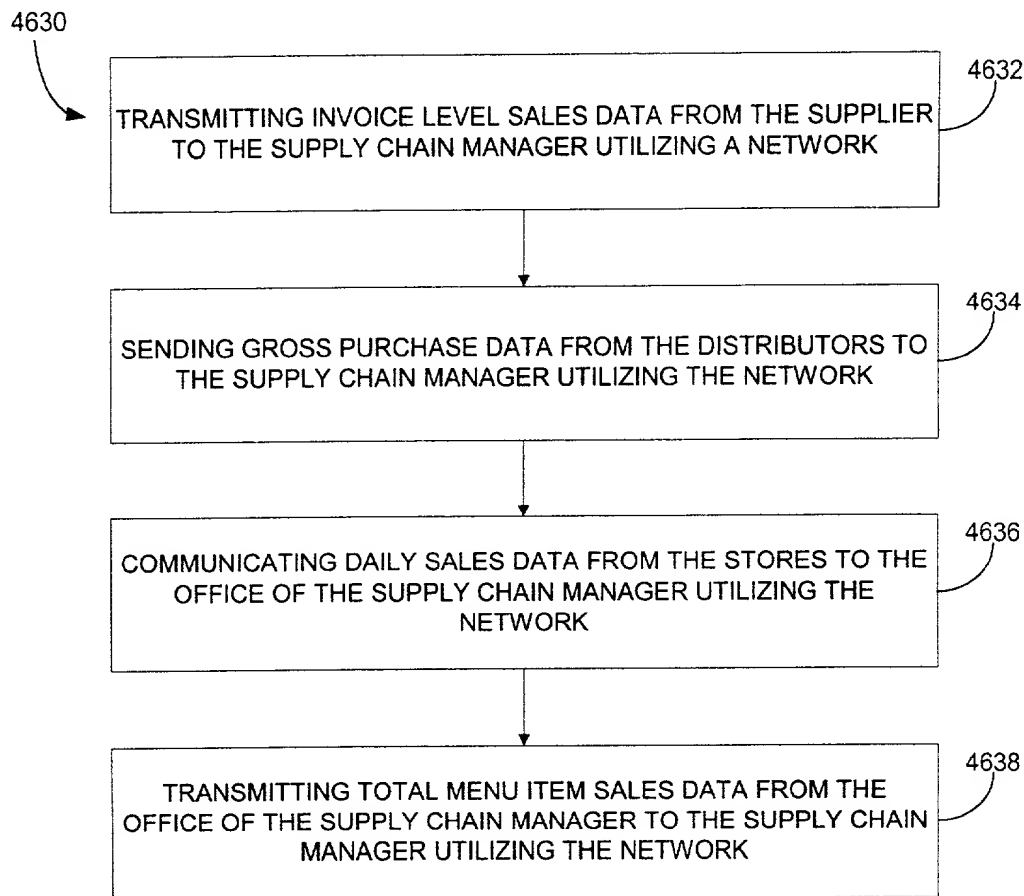 4630
4632
TRANSMITTING INVOICE LEVEL SALES DATA FROM THE SUPPLIER
TO THE SUPPLY CHAIN MANAGER UTILIZING A NETWORK
4634
SENDING GROSS PURCHASE DATA FROM THE DISTRIBUTORS TO
THE SUPPLY CHAIN MANAGER UTILIZING THE NETWORK
4636
COMMUNICATING DAILY SALES DATA FROM THE STORES TO THE
OFFICE OF THE SUPPLY CHAIN MANAGER UTILIZING THE
NETWORK
4638
TRANSMITTING TOTAL MENU ITEM SALES DATA FROM THE
OFFICE OF THE SUPPLY CHAIN MANAGER TO THE SUPPLY CHAIN
MANAGER UTILIZING THE NETWORK